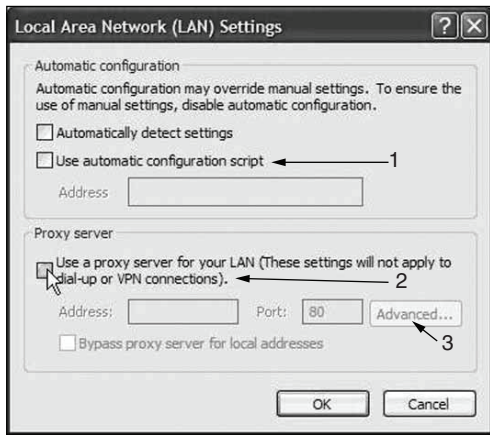 Local Area Network (LAN) Settings
Automatic configuration
Automatic configuration may override manual settings. To ensure the
use of manual settings, disable automatic configuration.
Automatically detect settings
Use automatic configuration script
1
Address
Proxy server
Use a proxy server for your LAN (These settings will not apply to
dial-up or VPN connections).
2
Address:
Port:
80
Advanced...
3
Bypass proxy server for local addresses
OK
Cancel